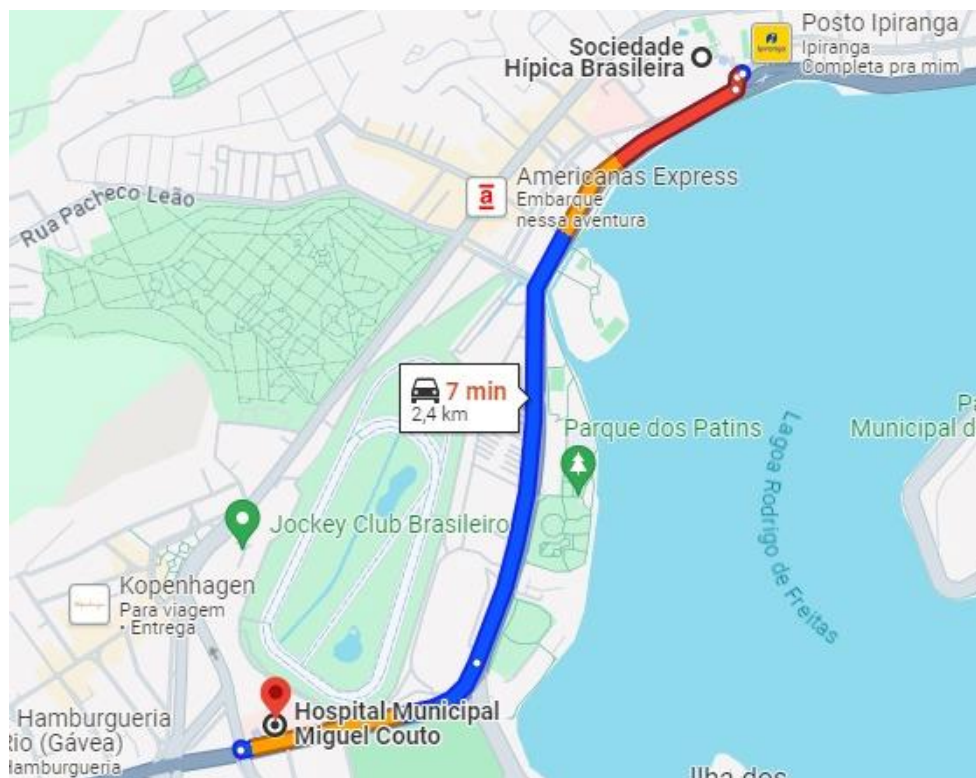 Posto Ipiranga
Ipiranga
Completa pra mim
Sociedade
Hípica Brasileira
Americanas Express
Embarque
nessa aventura
Rua Pacheco Leão
7 min
2,4 km
Parque dos Patins
Municipal d
Lagoa Rodrigo de Freitas
Jockey Club Brasileiro
Kopenhagen
Para viagem
• Entrega
Hospital Municipal
Miguel Couto
Hamburgueria
Rio (Gávea)
Hamburgueria
Ilha dos